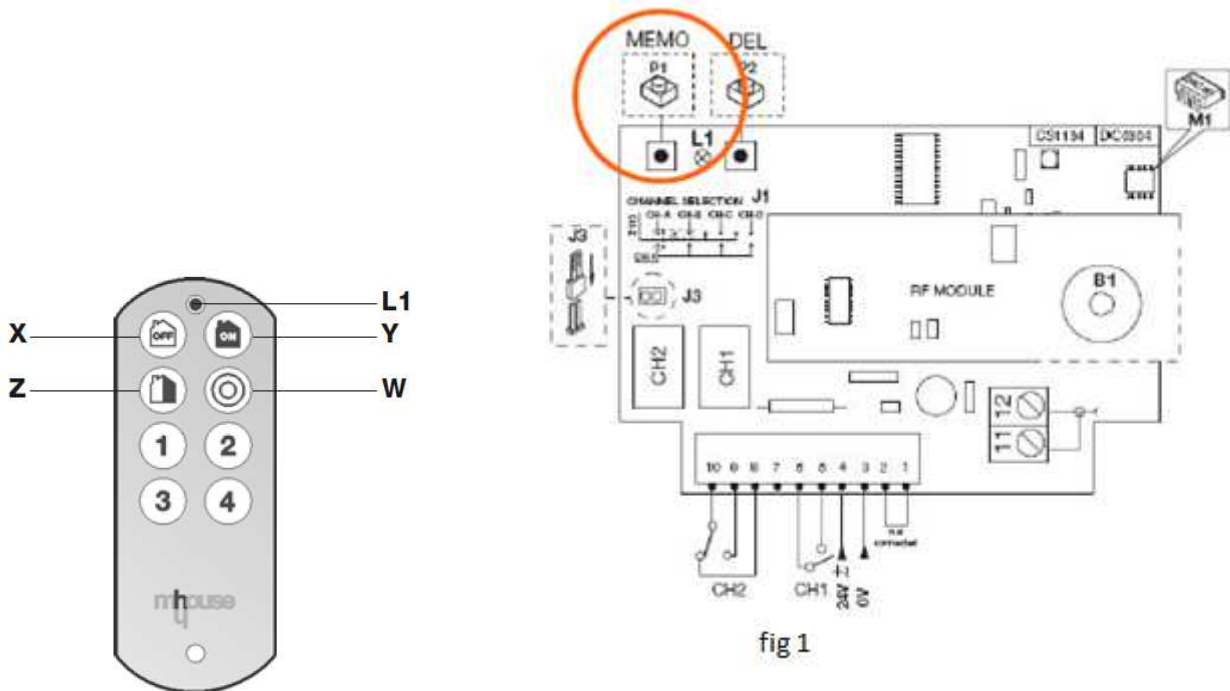 L1
X
OFF
ON
Y
Z
W
1 2
3 4
mhouse
MEMO DEL
P1 P2
M1
L1
CS1134 DC0304
CHANNEL SELECTION J1
CH-A CH-B CH-C CH-D
J3
J3
RF MODULE
B1
CH2 CH1
12
11
10 9 8 7 6 5 4 3 2 1
not
connected
CH2 CH1 24V 0V
fig 1